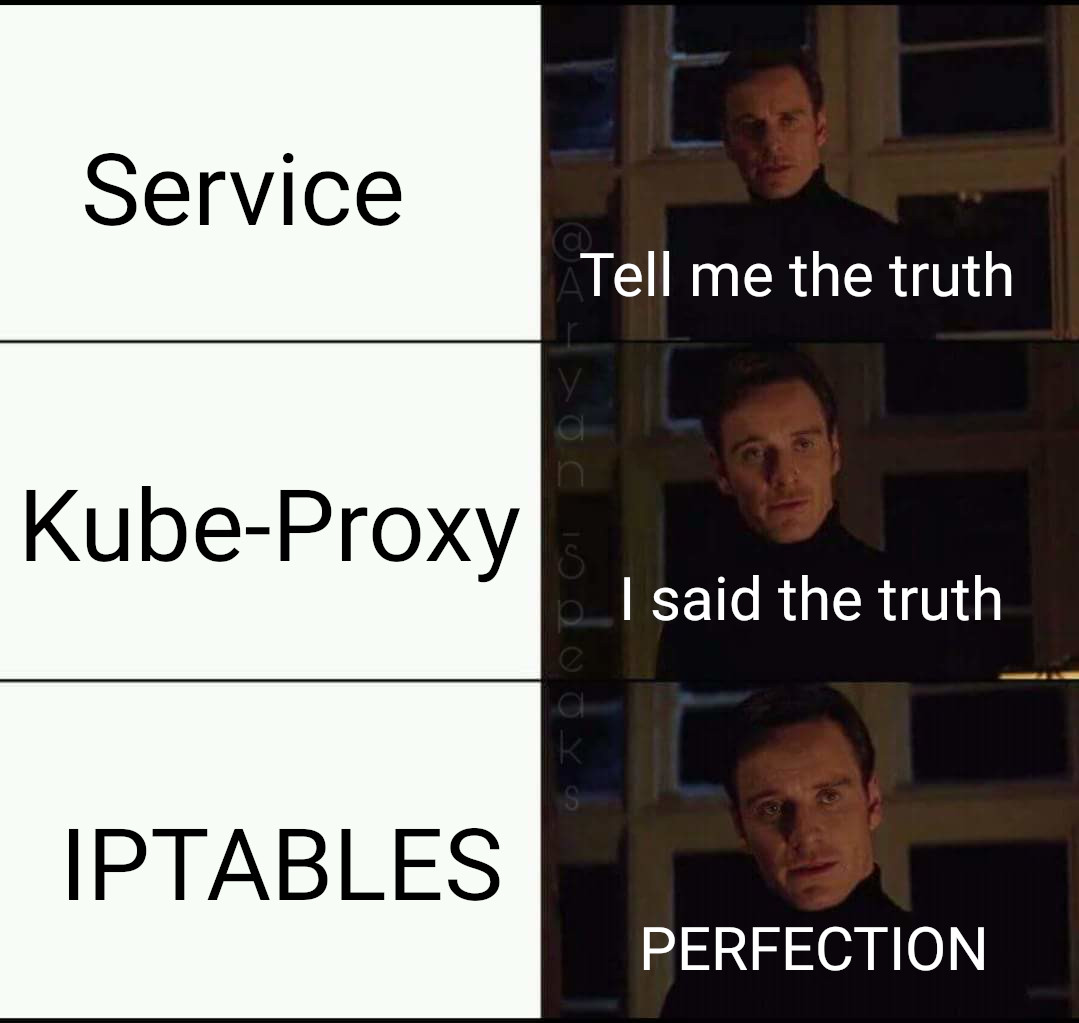 Service
Tell me the truth
Kube-Proxy
I said the truth
IPTABLES
PERFECTION
@Aryan_Speaks